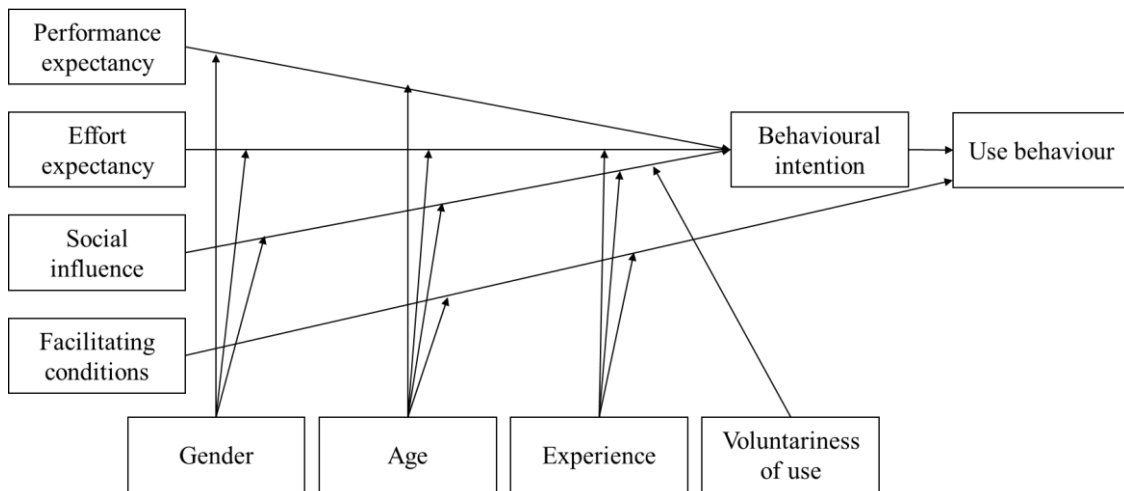 Performance
expectancy
Effort
expectancy
Social
influence
Facilitating
conditions
Behavioural
intention
Use behaviour
Gender
Age
Experience
Voluntariness
of use